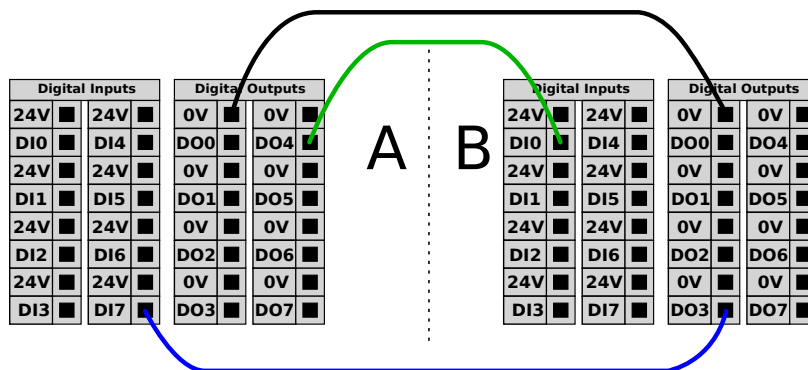 Digital Inputs Digital Outputs Digital Inputs Digital Outputs
24V 24V 0V 0V 24V 24V 0V 0V
DI0 DI4 DO0 DO4 A B DI0 DI4 DO0 DO4
24V 24V 0V 0V 24V 24V 0V 0V
DI1 DI5 DO1 DO5 DI1 DI5 DO1 DO5
24V 24V 0V 0V 24V 24V 0V 0V
DI2 DI6 DO2 DO6 DI2 DI6 DO2 DO6
24V 24V 0V 0V 24V 24V 0V 0V
DI3 DI7 DO3 DO7 DI3 DI7 DO3 DO7